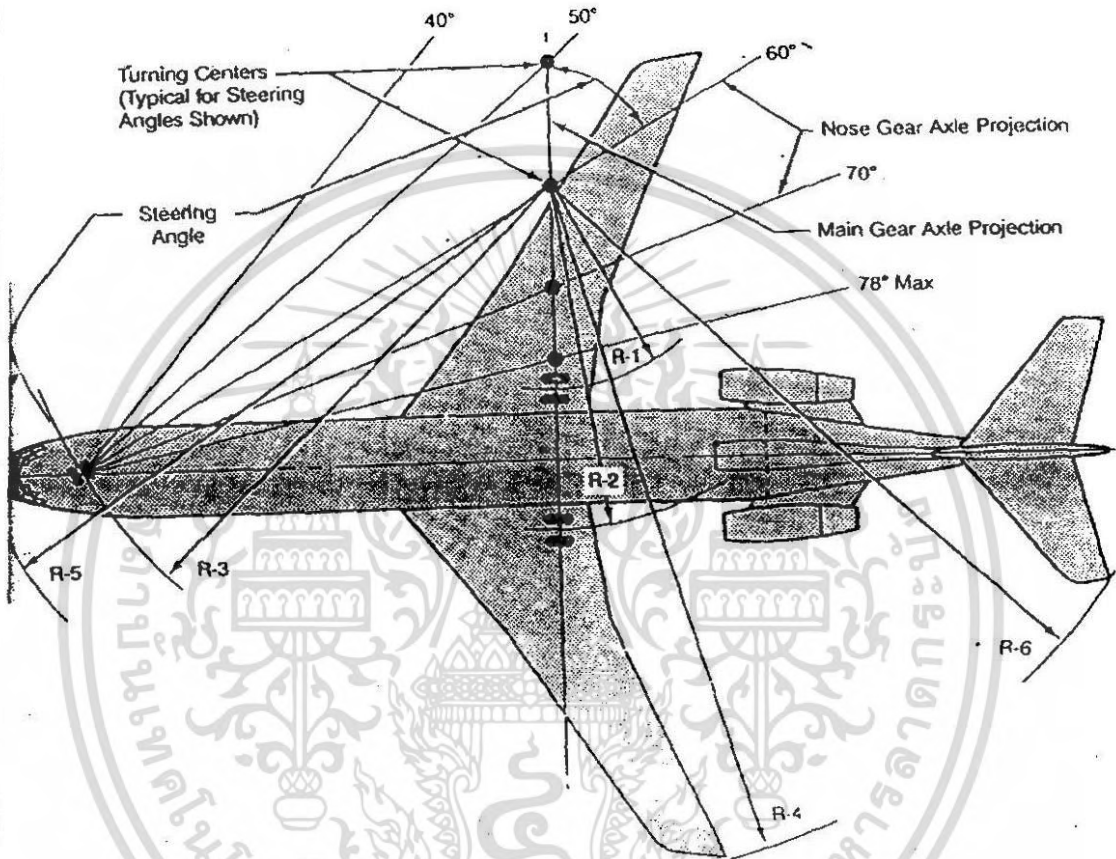 40°
50°
60°
Turning Centers
(Typical for Steering
Angles Shown)
Nose Gear Axle Projection
70°
Steering
Angle
Main Gear Axle Projection
78° Max
R-1
R-2
R-5
R-3
R-6
R-4